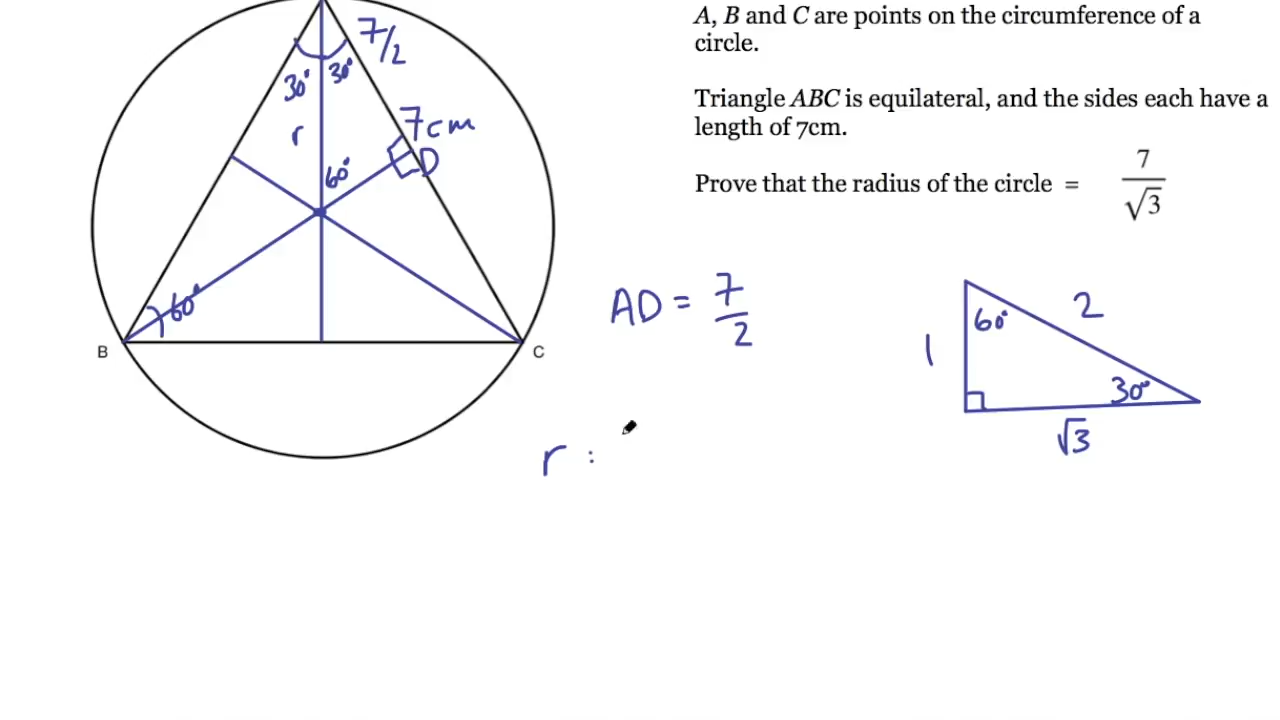 A, B and C are points on the circumference of a
circle.
Triangle ABC is equilateral, and the sides each have a
length of 7cm.
Prove that the radius of the circle = 7/√3
7/2
30°
30°
r
7cm
D
60°
60°
B
C
AD = 7/2
60°
2
1
30°
√3
r :